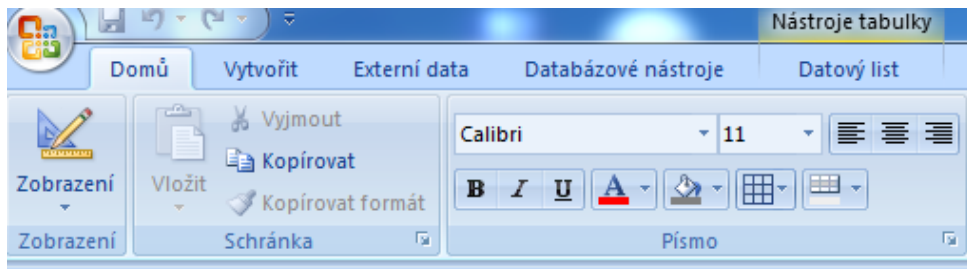 Nástroje tabulky
Domů Vytvořit Externí data Databázové nástroje Datový list
Vyjmout
Calibri 11
Kopírovat
Zobrazení Vložit
B I U A
Kopírovat formát
Zobrazení Schránka Písmo